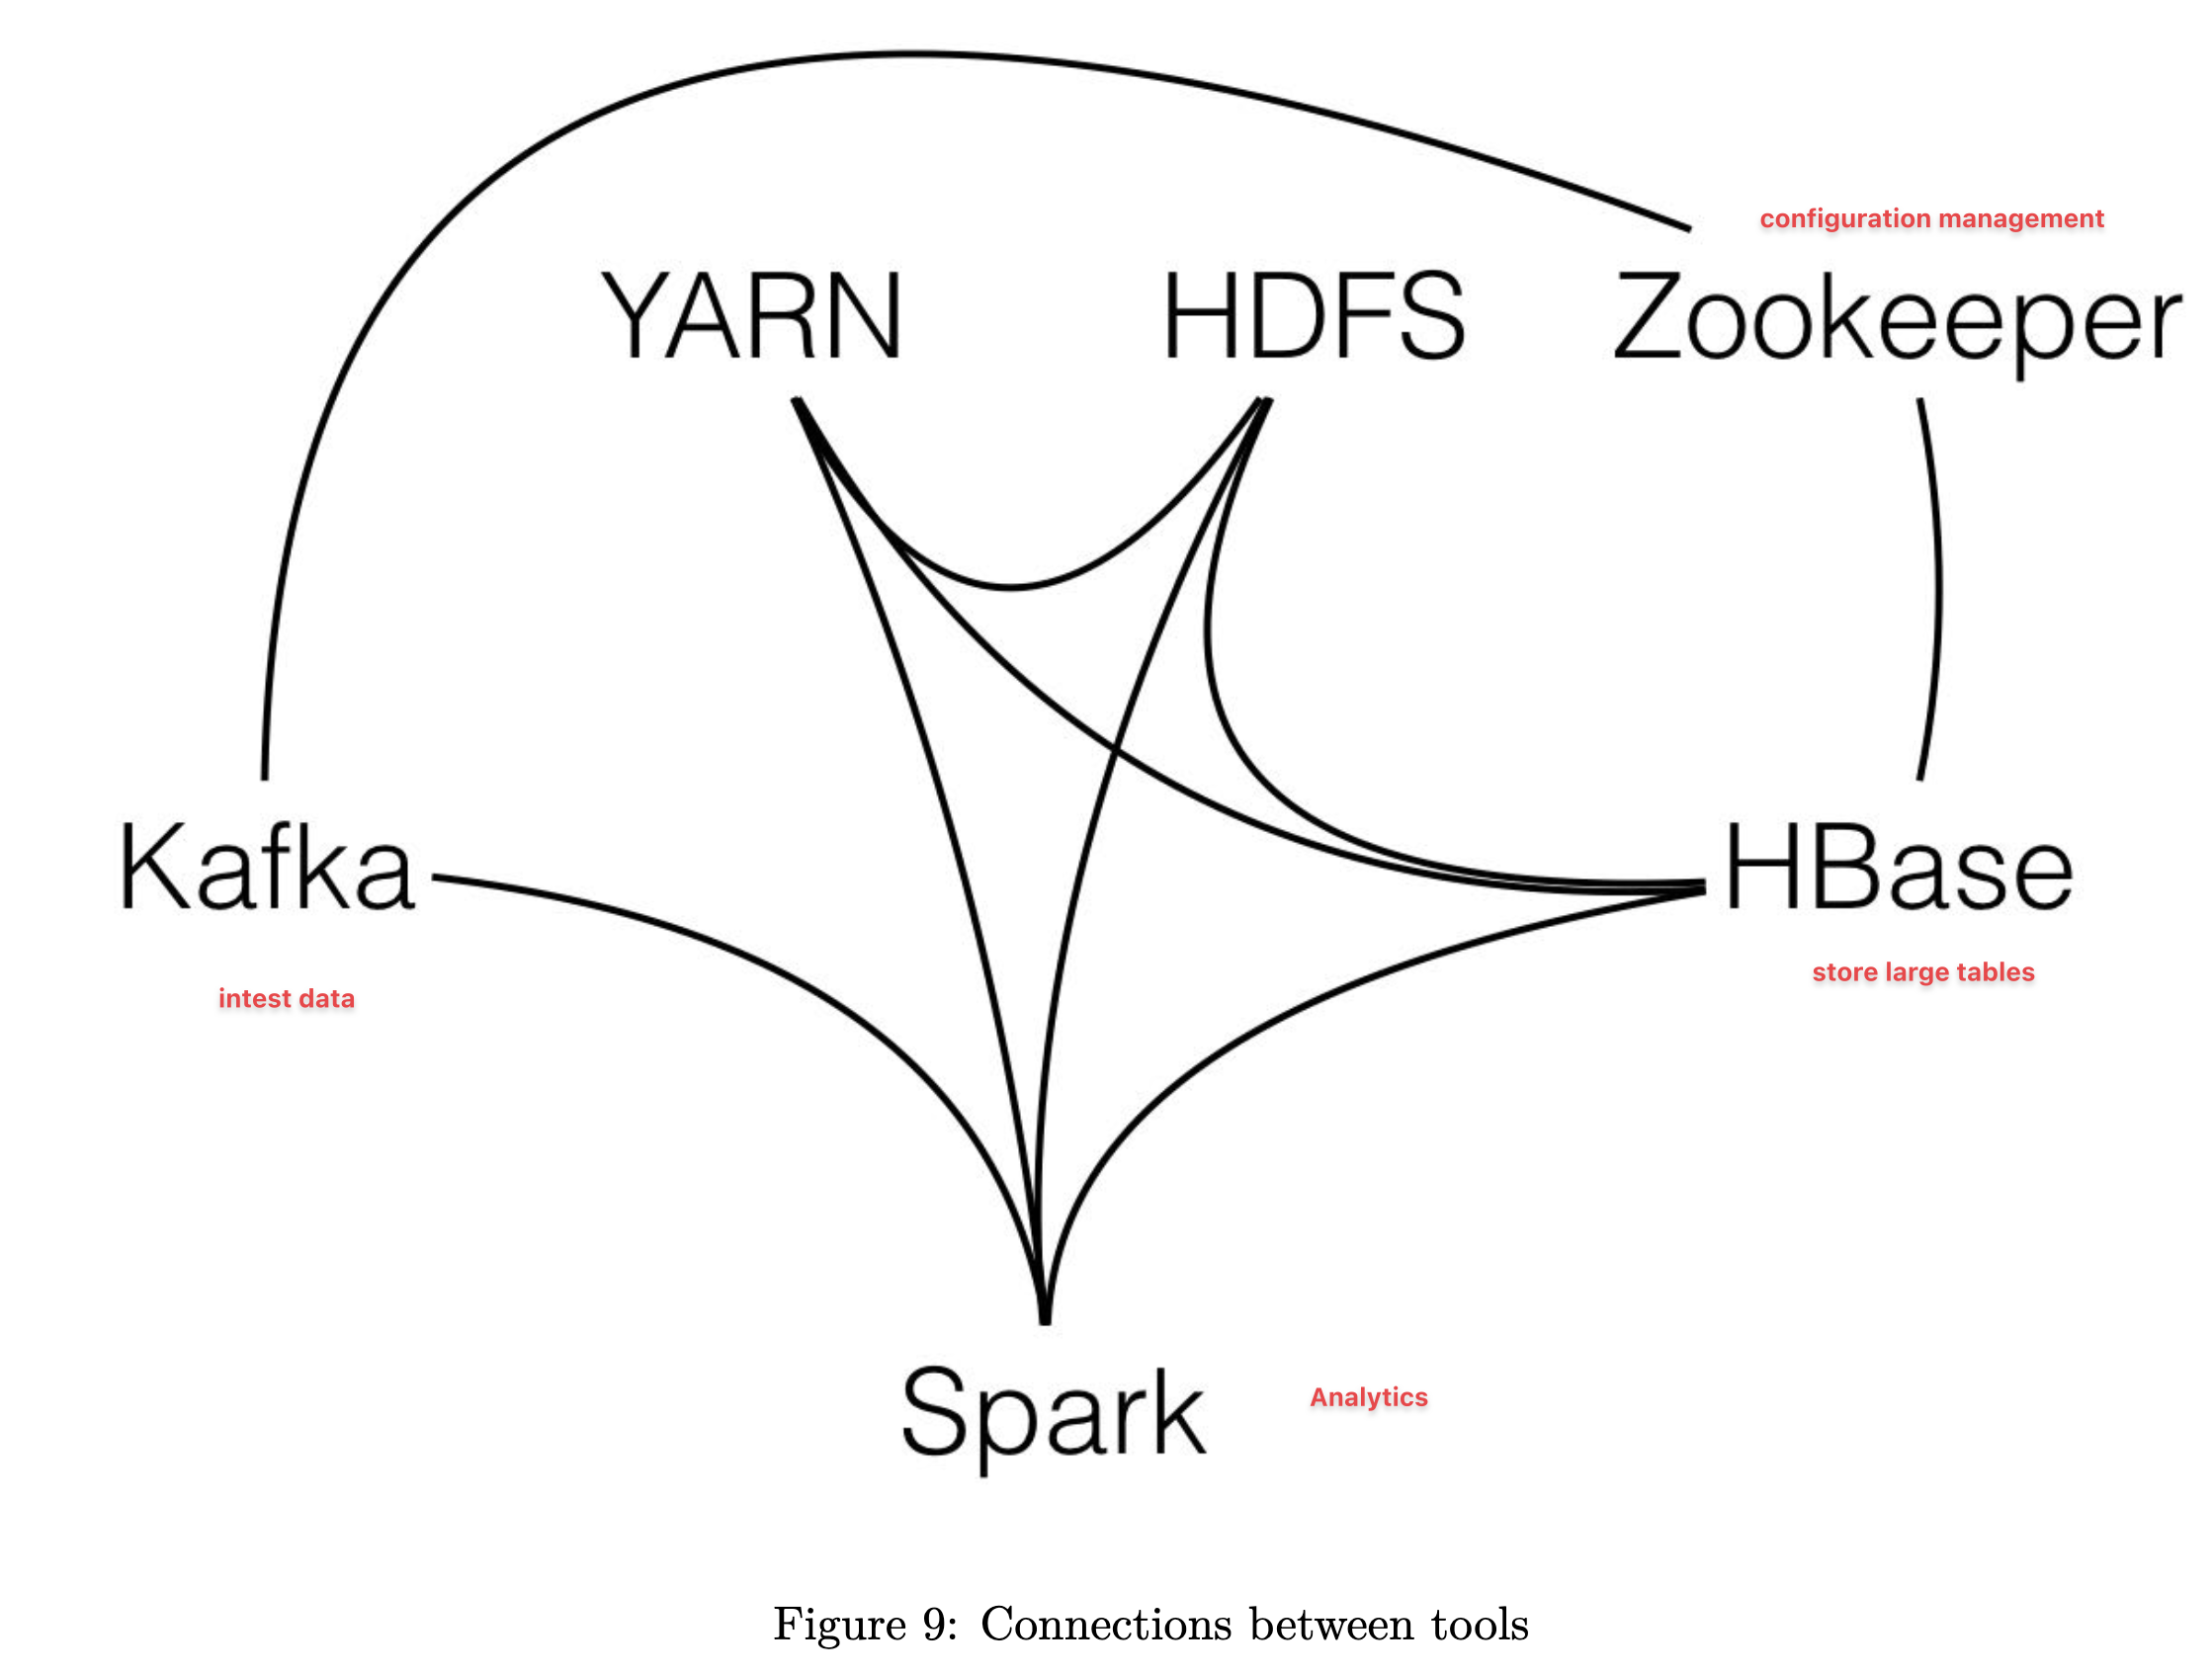 configuration management
YARN HDFS Zookeeper
Kafka HBase
intest data store large tables
Spark Analytics
Figure 9: Connections between tools